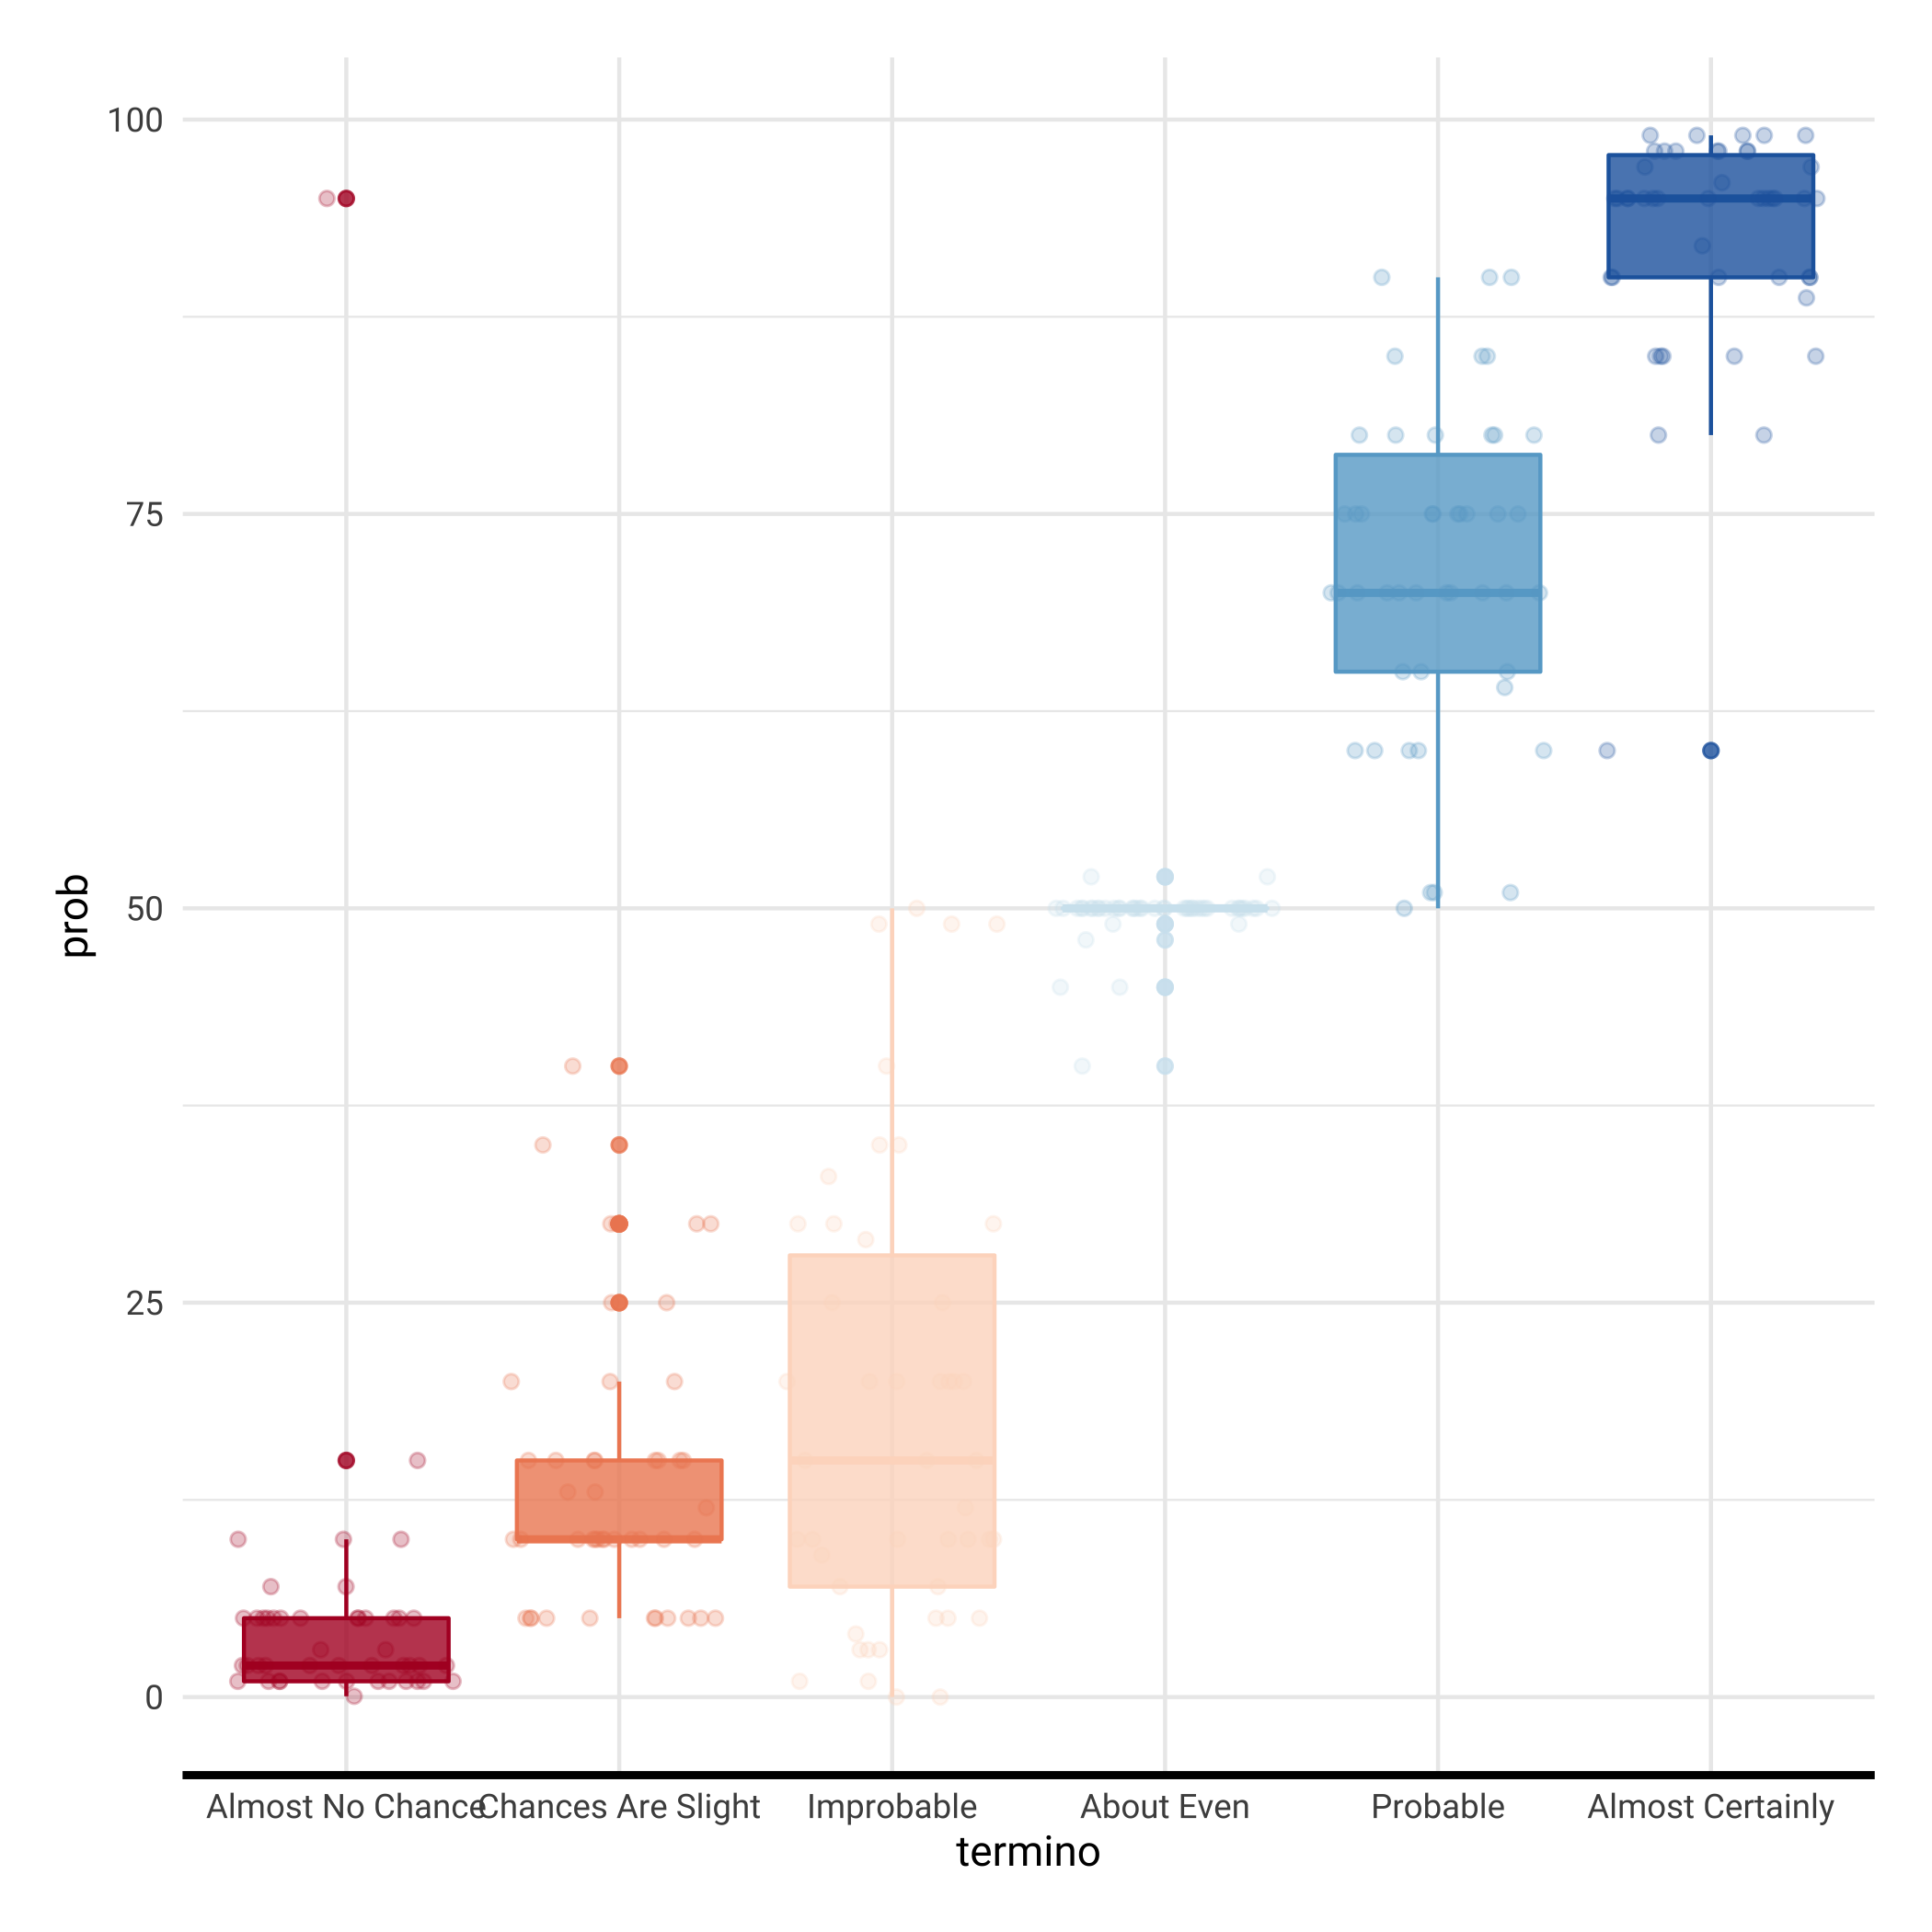 100
75
50
25
0
prob
Almost No Chance
Chances Are Slight
Improbable
About Even
Probable
Almost Certainly
termino